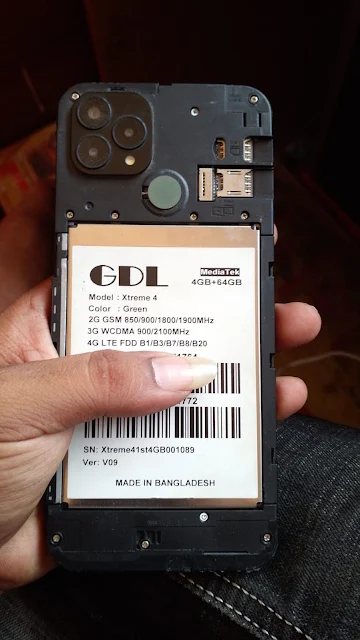 GDL
MediaTek
4GB+64GB
Model : Xtreme 4
Color : Green
2G GSM 850/900/1800/1900MHz
3G WCDMA 900/2100MHz
4G LTE FDD B1/B3/B7/B8/B20
SN: Xtreme41st4GB001089
Ver: V09
MADE IN BANGLADESH